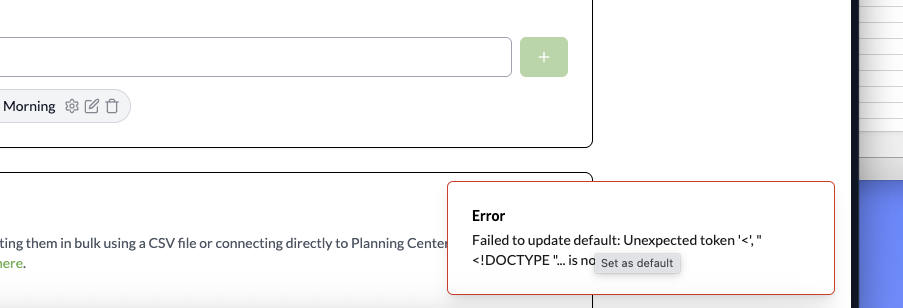 +
Morning
Error
Failed to update default: Unexpected token '<', "
<!DOCTYPE "... is no
Set as default
ting them in bulk using a CSV file or connecting directly to Planning Center
here.